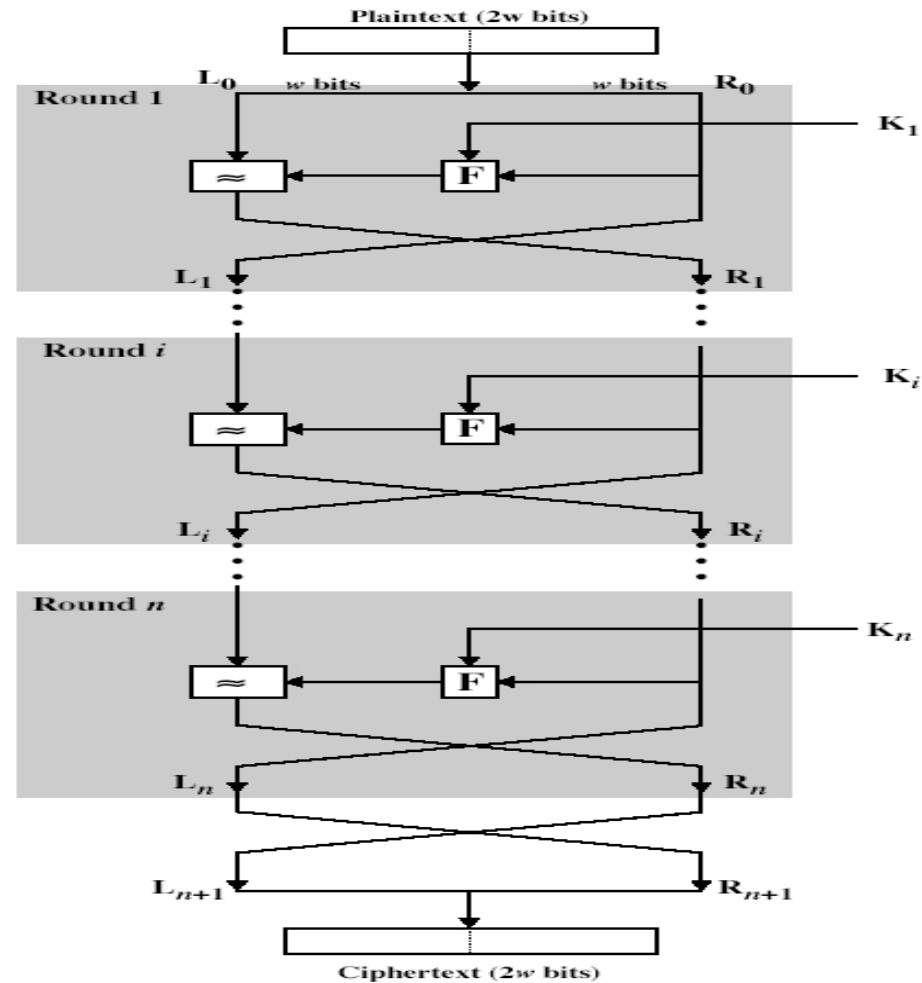 Plaintext (2w bits)
L0 w bits w bits R0
Round 1
K1
≈ F
L1 R1
Round i
Ki
≈ F
Li Ri
Round n
Kn
≈ F
Ln Rn
Ln+1 Rn+1
Ciphertext (2w bits)